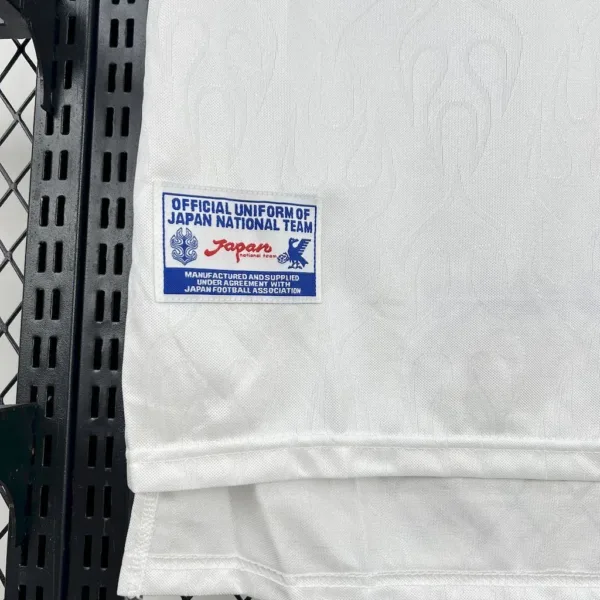 OFFICIAL UNIFORM OF
JAPAN NATIONAL TEAM
Japan
national team
MANUFACTURED AND SUPPLIED
UNDER AGREEMENT WITH
JAPAN FOOTBALL ASSOCIATION